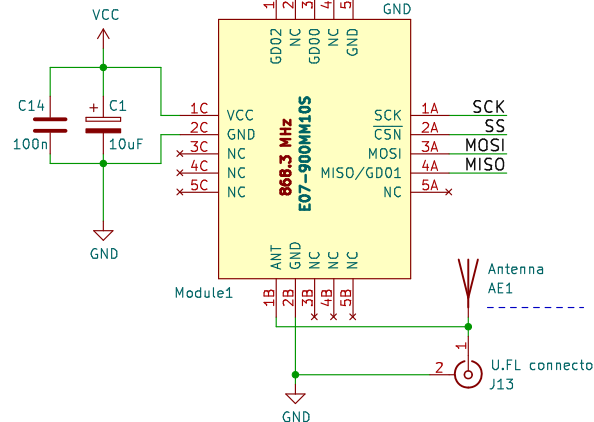 GND
1
2
3
4
5
GD02
NC
GD00
NC
GND
VCC
C14
100n
+
C1
10uF
GND
1C VCC
2C GND
3C NC
4C NC
5C NC
868.3 MHz
E07-900MM10S
SCK 1A SCK
CSN 2A SS
MOSI 3A MOSI
MISO/GD01 4A MISO
NC 5A
ANT
GND
NC
NC
NC
1B
2B
3B
4B
5B
Module1
Antenna
AE1
1
2
U.FL connecto
J13
GND